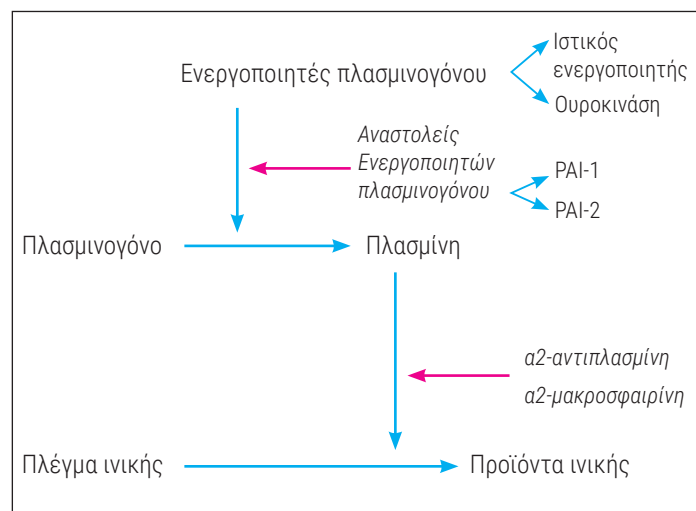 Ενεργοποιητές πλασμινογόνου
Ιστικός
ενεργοποιητής
Ουροκινάση
Αναστολείς
Ενεργοποιητών
πλασμινογόνου
PAI-1
PAI-2
Πλασμινογόνο
Πλασμίνη
α2-αντιπλασμίνη
α2-μακροσφαιρίνη
Πλέγμα ινικής
Προϊόντα ινικής